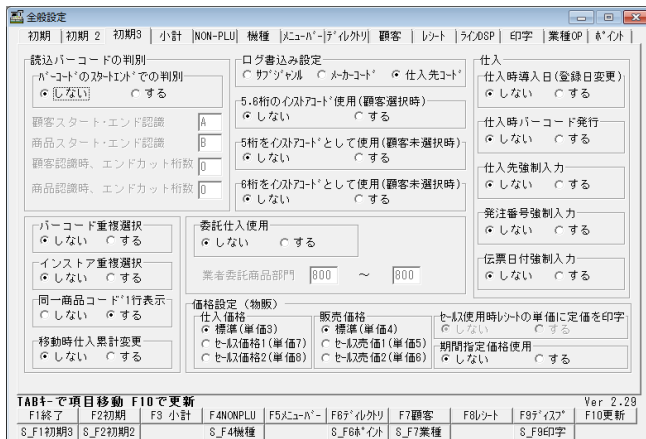 全般設定
初期 初期 2 初期3 小計 NON-PLU 機種 ﾒﾆｭｰﾊﾞｰ ﾃﾞｨﾚｸﾄﾘ 顧客 ﾚｼｰﾄ ﾗｲﾝDSP 印字 業種OP ﾎﾟｲﾝﾄ
読込バーコードの判別
ﾊﾞｰｺｰﾄﾞのｽﾀｰﾄｴﾝﾄﾞでの判別
しない する
顧客スタート・エンド認識 A
商品スタート・エンド認識 B
顧客認識時、エンドカット桁数 0
商品認識時、エンドカット桁数 0
ログ書込み設定
ｻﾌﾞｼﾞｬﾝﾙ ﾒｰｶｰｺｰﾄﾞ 仕入先ｺｰﾄﾞ
5.6桁のｲﾝｽﾄｱｺｰﾄﾞ使用(顧客選択時)
しない する
5桁をｲﾝｽﾄｱｺｰﾄﾞとして使用(顧客未選択時)
しない する
6桁をｲﾝｽﾄｱｺｰﾄﾞとして使用(顧客未選択時)
しない する
仕入
仕入時導入日(登録日変更)
しない する
仕入時バーコード発行
しない する
仕入先強制入力
しない する
発注番号強制入力
しない する
伝票日付強制入力
しない する
バーコード重複選択
しない する
インストア重複選択
しない する
同一商品コード1行表示
しない する
移動時仕入累計変更
しない する
委託仕入使用
しない する
業者委託商品部門 800 ～ 800
価格設定（物販）
仕入価格
標準(単価3)
ｾｰﾙｽ価格1(単価7)
ｾｰﾙｽ価格2(単価8)
販売価格
標準(単価4)
ｾｰﾙｽ売価1(単価5)
ｾｰﾙｽ売価2(単価6)
ｾｰﾙｽ使用時ﾚｼｰﾄの単価に定価を印字
しない する
期間指定価格使用
しない する
TABｷｰで項目移動 F10で更新 Ver 2.29
F1終了 F2初期 F3 小計 F4NONPLU F5ﾒﾆｭｰﾊﾞｰ F6ﾃﾞｨﾚｸﾄﾘ F7顧客 F8ﾚｼｰﾄ F9ﾃﾞｨｽﾌﾟ F10更新
S_F1初期3 S_F2初期2 S_F4機種 S_F6ﾎﾟｲﾝﾄ S_F7業種 S_F9印字